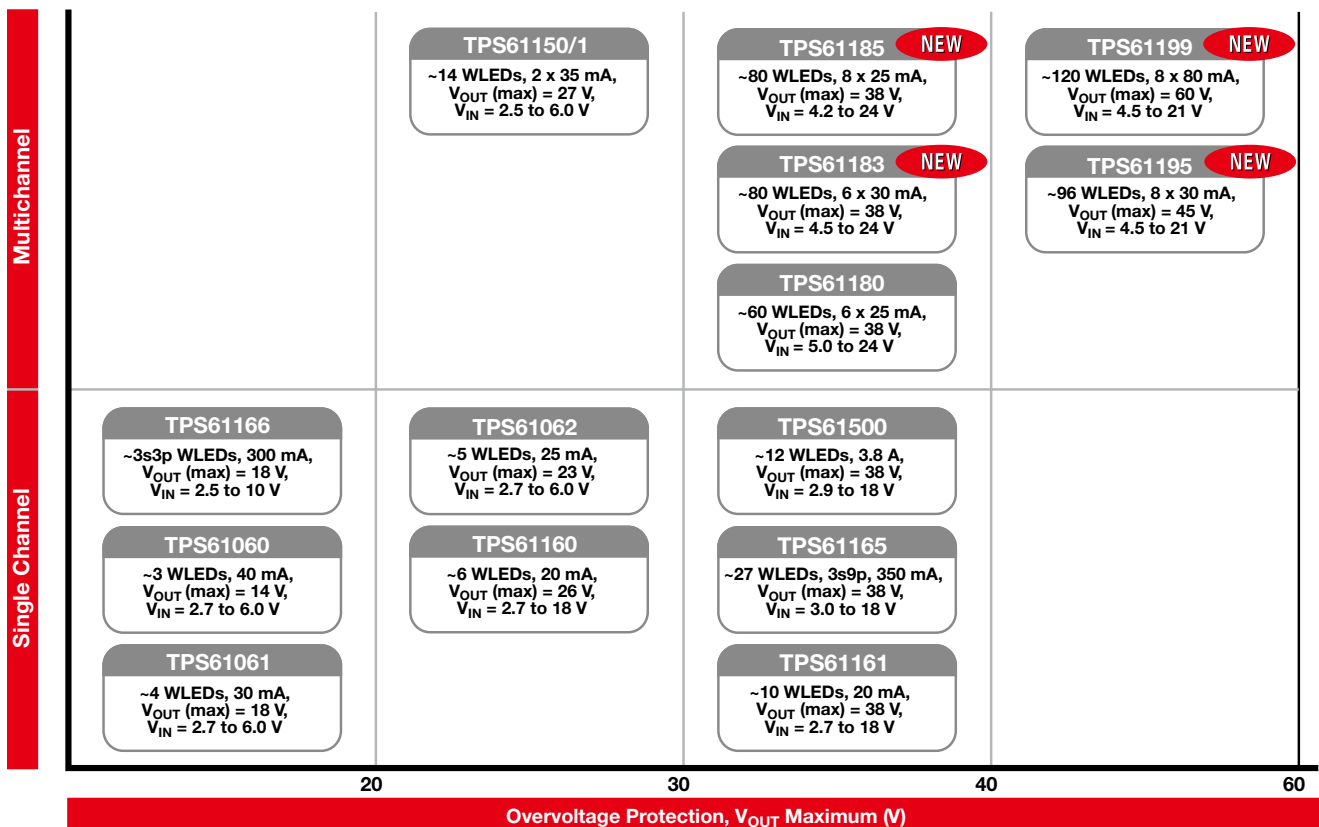 Multichannel
TPS61150/1
~14 WLEDs, 2 x 35 mA,
VOUT (max) = 27 V,
VIN = 2.5 to 6.0 V
TPS61185 NEW
~80 WLEDs, 8 x 25 mA,
VOUT (max) = 38 V,
VIN = 4.2 to 24 V
TPS61183 NEW
~80 WLEDs, 6 x 30 mA,
VOUT (max) = 38 V,
VIN = 4.5 to 24 V
TPS61180
~60 WLEDs, 6 x 25 mA,
VOUT (max) = 38 V,
VIN = 5.0 to 24 V
TPS61199 NEW
~120 WLEDs, 8 x 80 mA,
VOUT (max) = 60 V,
VIN = 4.5 to 21 V
TPS61195 NEW
~96 WLEDs, 8 x 30 mA,
VOUT (max) = 45 V,
VIN = 4.5 to 21 V
Single Channel
TPS61166
~3s3p WLEDs, 300 mA,
VOUT (max) = 18 V,
VIN = 2.5 to 10 V
TPS61060
~3 WLEDs, 40 mA,
VOUT (max) = 14 V,
VIN = 2.7 to 6.0 V
TPS61061
~4 WLEDs, 30 mA,
VOUT (max) = 18 V,
VIN = 2.7 to 6.0 V
TPS61062
~5 WLEDs, 25 mA,
VOUT (max) = 23 V,
VIN = 2.7 to 6.0 V
TPS61160
~6 WLEDs, 20 mA,
VOUT (max) = 26 V,
VIN = 2.7 to 18 V
TPS61500
~12 WLEDs, 3.8 A,
VOUT (max) = 38 V,
VIN = 2.9 to 18 V
TPS61165
~27 WLEDs, 3s9p, 350 mA,
VOUT (max) = 38 V,
VIN = 3.0 to 18 V
TPS61161
~10 WLEDs, 20 mA,
VOUT (max) = 38 V,
VIN = 2.7 to 18 V
20 30 40 60
Overvoltage Protection, VOUT Maximum (V)